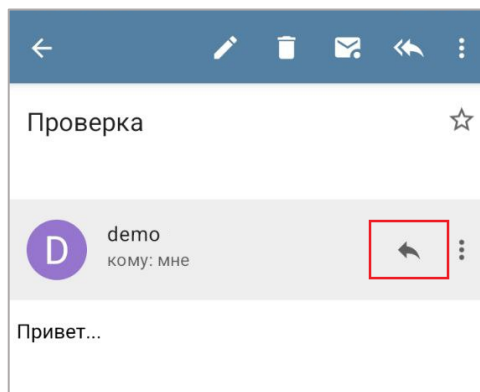 Проверка
D
demo
кому: мне
Привет...